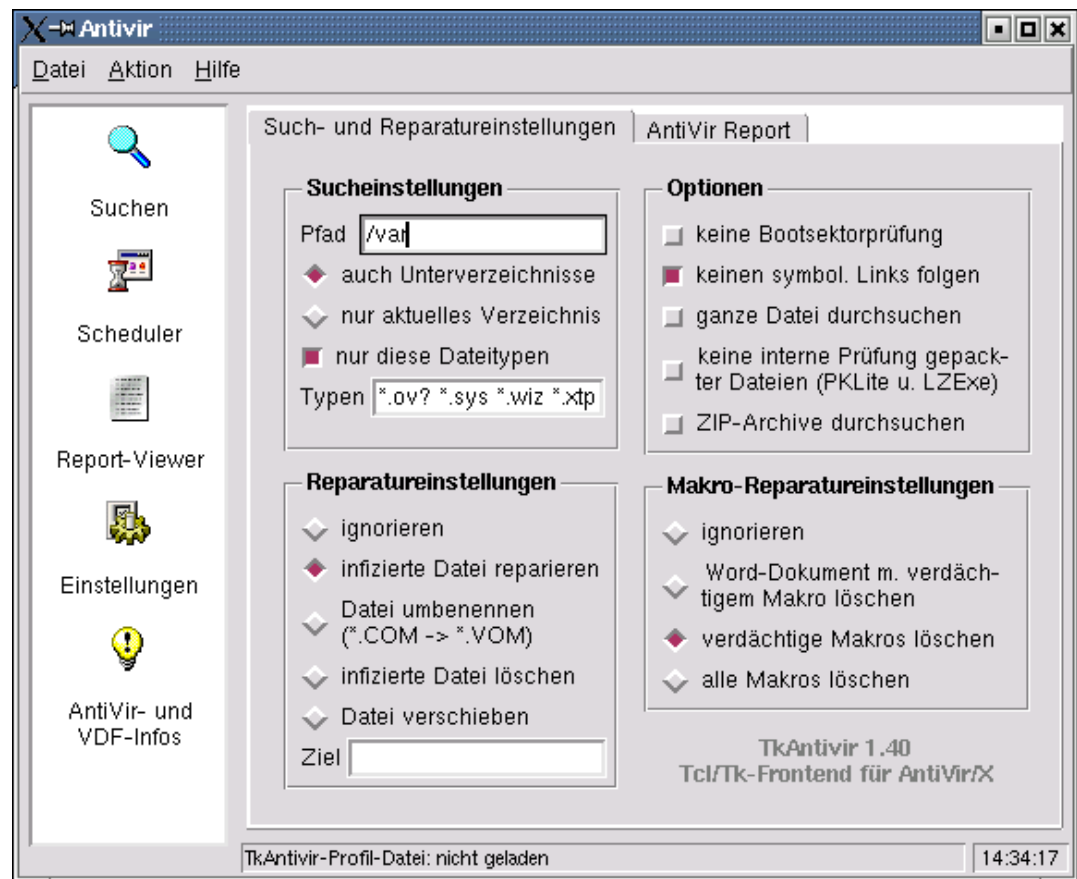 Antivir
Datei Aktion Hilfe
Suchen
Scheduler
Report-Viewer
Einstellungen
AntiVir- und
VDF-Infos
Such- und Reparatureinstellungen
AntiVir Report
Sucheinstellungen
Pfad /var
auch Unterverzeichnisse
nur aktuelles Verzeichnis
nur diese Dateitypen
Typen *.ov? *.sys *.wiz *.xtp
Optionen
keine Bootsektorprüfung
keinen symbol. Links folgen
ganze Datei durchsuchen
keine interne Prüfung gepack-
ter Dateien (PKLite u. LZExe)
ZIP-Archive durchsuchen
Reparatureinstellungen
ignorieren
infizierte Datei reparieren
Datei umbenennen
(*.COM -> *.VOM)
infizierte Datei löschen
Datei verschieben
Ziel
Makro-Reparatureinstellungen
ignorieren
Word-Dokument m. verdäch-
tigem Makro löschen
verdächtige Makros löschen
alle Makros löschen
TkAntivir 1.40
Tcl/Tk-Frontend für AntiVir/X
TkAntivir-Profil-Datei: nicht geladen
14:34:17